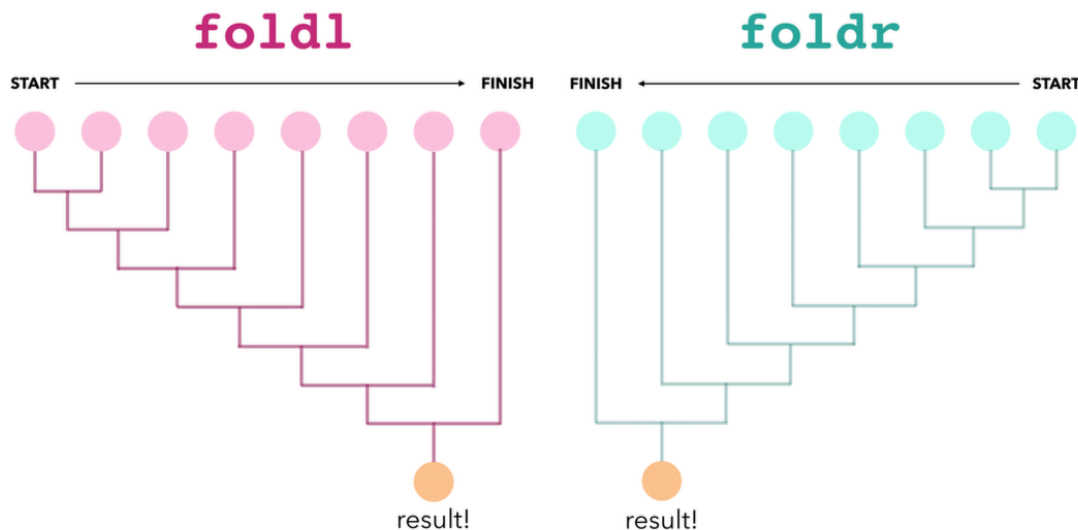 foldl
START FINISH
result!
foldr
FINISH START
result!